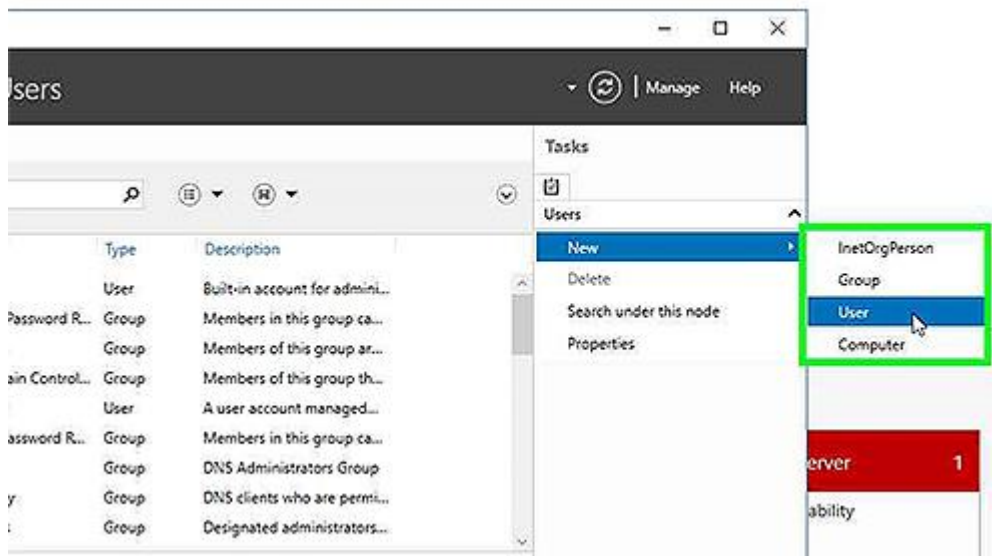 Users
Manage Help
Tasks
Users
Type Description
New
InetOrgPerson
User Built-in account for admini...
Delete
Group
Password R... Group Members in this group ca...
Search under this node
User
Group Members of this group ar...
Properties
Computer
ain Control... Group Members of this group th...
User A user account managed...
assword R... Group Members in this group ca...
Group DNS Administrators Group
erver 1
y Group DNS clients who are permi...
ability
s Group Designated administrators...